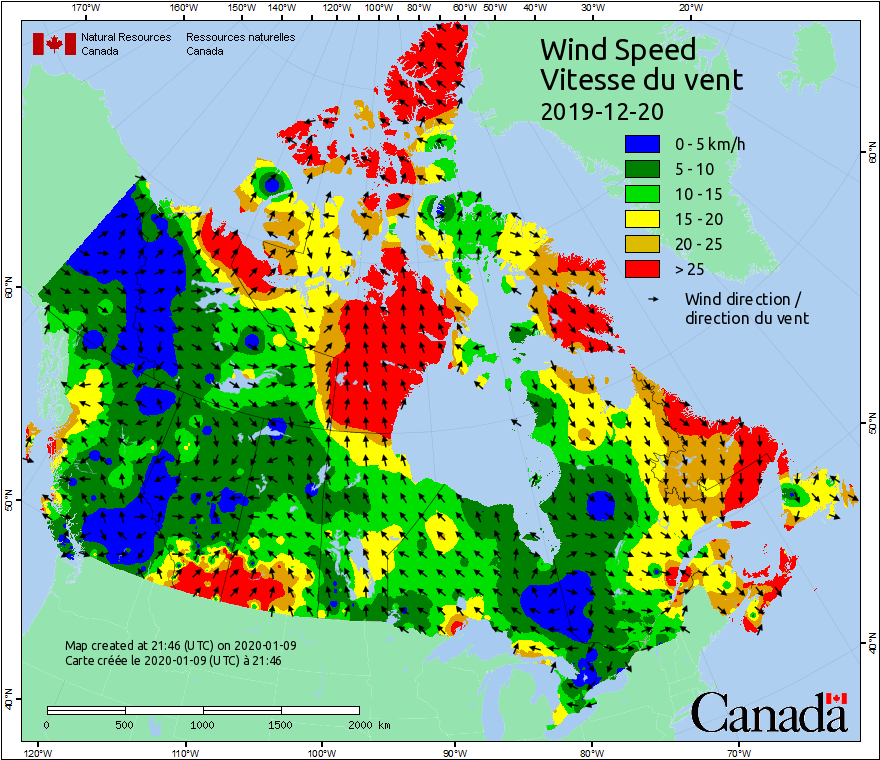 170°W 160°W 150°W 140°W 120°W 100°W 80°W 60°W 50°W 40°W 30°W 20°W
Natural Resources Ressources naturelles
Canada Canada
Wind Speed
Vitesse du vent
2019-12-20
0 - 5 km/h
5 - 10
10 - 15
15 - 20
20 - 25
> 25
Wind direction /
direction du vent
60°N
60°N
50°N
50°N
40°N
40°N
Map created at 21:46 (UTC) on 2020-01-09
Carte créée le 2020-01-09 (UTC) à 21:46
0 500 1000 1500 2000 km
Canada
120°W 110°W 100°W 90°W 80°W 70°W